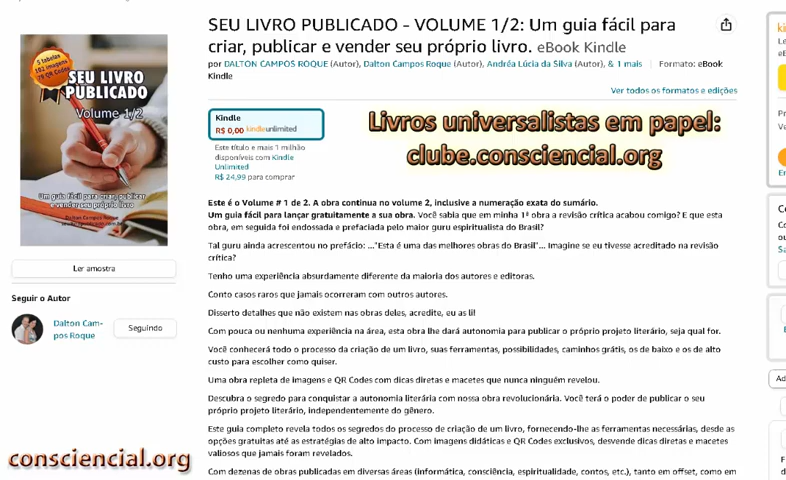 SEU LIVRO PUBLICADO - VOLUME 1/2: Um guia fácil para
criar, publicar e vender seu próprio livro. eBook Kindle
por DALTON CAMPOS ROQUE (Autor), Dalton Campos Roque (Autor), Andréa Lúcia da Silva (Autor), & 1 mais
Formato: eBook
Kindle
Ver todos os formatos e edições
5 tabelas
102 imagens
79 QR Codes
SEU LIVRO
PUBLICADO
Volume 1/2
Um guia fácil para criar, publicar
e vender seu próprio livro
Dalton Campos Roque
Ler amostra
Seguir o Autor
Dalton Cam-
pos Roque
Seguindo
Kindle
R$ 0,00 kindleunlimited
Este título e mais 1 milhão
disponíveis com Kindle
Unlimited
R$ 24,99 para comprar
Livros universalistas em papel:
clube.consciencial.org
Este é o Volume # 1 de 2. A obra continua no volume 2, inclusive a numeração exata do sumário.
Um guia fácil para lançar gratuitamente a sua obra. Você sabia que em minha 1ª obra a revisão crítica acabou comigo? E que esta
obra, em seguida foi endossada e prefaciada pelo maior guru espiritualista do Brasil?
Tal guru ainda acrescentou no prefácio: ..."Esta é uma das melhores obras do Brasil"... Imagine se eu tivesse acreditado na revisão
crítica?
Tenho uma experiência absurdamente diferente da maioria dos autores e editoras.
Conto casos raros que jamais ocorreram com outros autores.
Disserto detalhes que não existem nas obras deles, acredite, eu as li!
Com pouca ou nenhuma experiência na área, esta obra lhe dará autonomia para publicar o próprio projeto literário, seja qual for.
Você conhecerá todo o processo da criação de um livro, suas ferramentas, possibilidades, caminhos grátis, os de baixo e os de alto
custo para escolher como quiser.
Uma obra repleta de imagens e QR Codes com dicas diretas e macetes que nunca ninguém revelou.
Descubra o segredo para conquistar a autonomia literária com nossa obra revolucionária. Você terá o poder de publicar o seu
próprio projeto literário, independentemente do gênero.
Este guia completo revela todos os segredos do processo de criação de um livro, fornecendo-lhe as ferramentas necessárias, desde as
opções gratuitas até as estratégias de alto impacto. Com imagens didáticas e QR Codes exclusivos, desvende dicas diretas e macetes
valiosos que jamais foram revelados.
Com dezenas de obras publicadas em diversas áreas (informática, consciência, espiritualidade, contos, etc.), tanto em offset, como em
consciencial.org